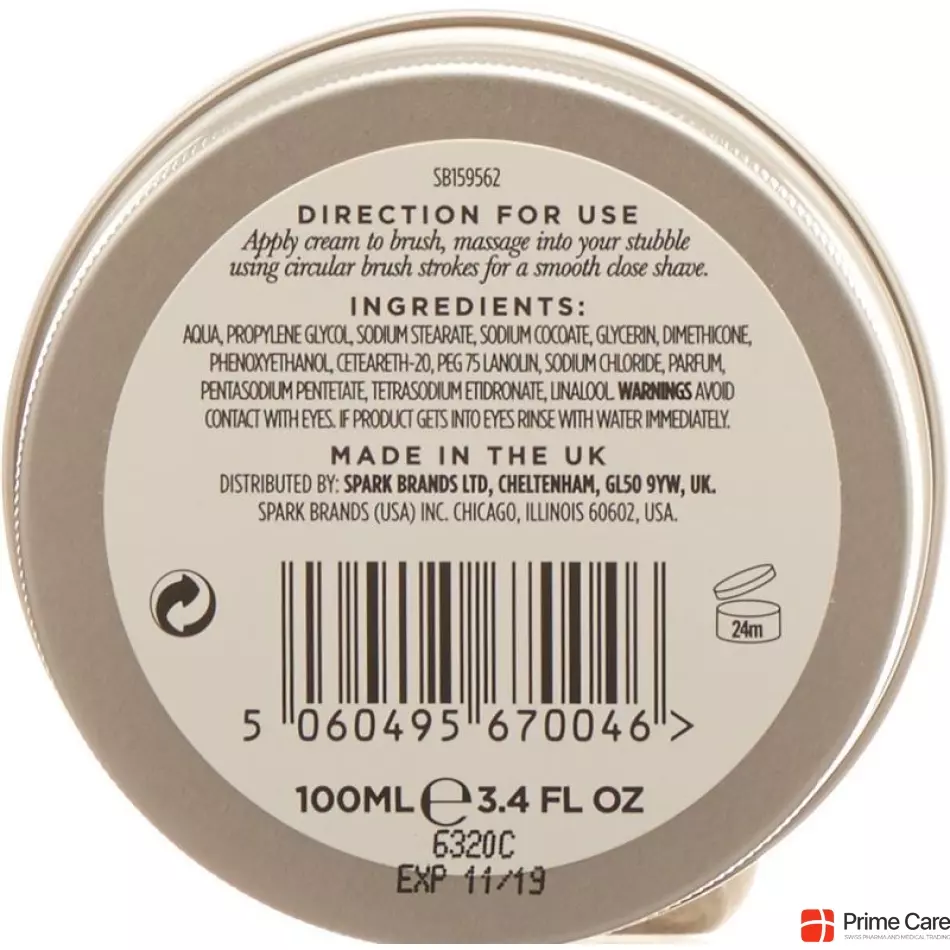 SB159562
DIRECTION FOR USE
Apply cream to brush, massage into your stubble
using circular brush strokes for a smooth close shave.
INGREDIENTS:
AQUA, PROPYLENE GLYCOL, SODIUM STEARATE, SODIUM COCOATE, GLYCERIN, DIMETHICONE,
PHENOXYETHANOL, CETEARETH-20, PEG 75 LANOLIN, SODIUM CHLORIDE, PARFUM,
PENTASODIUM PENTETATE, TETRASODIUM ETIDRONATE, LINALOOL. WARNINGS AVOID
CONTACT WITH EYES. IF PRODUCT GETS INTO EYES RINSE WITH WATER IMMEDIATELY.
MADE IN THE UK
DISTRIBUTED BY: SPARK BRANDS LTD, CHELTENHAM, GL50 9YW, UK.
SPARK BRANDS (USA) INC. CHICAGO, ILLINOIS 60602, USA.
24m
5 060495 670046 >
100ML e 3.4 FL OZ
6320C
EXP 11/19
Prime Care
SWISS PHARMA AND MEDICAL TRADING